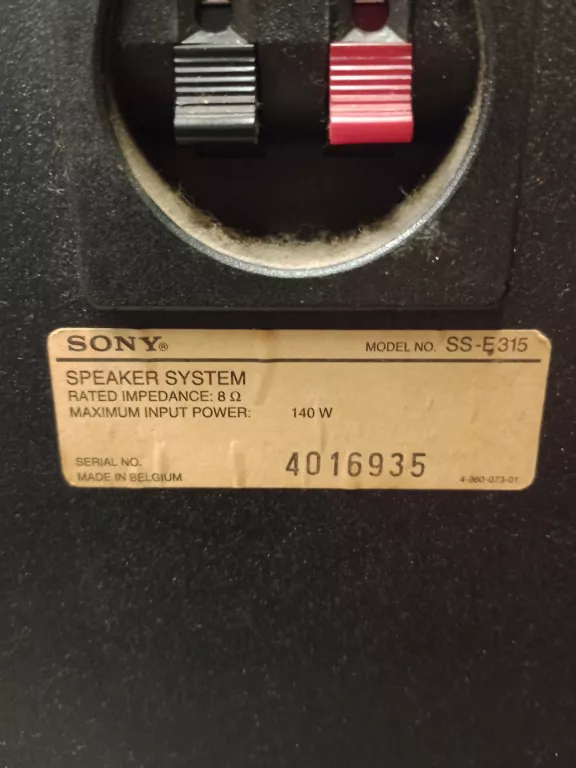 SONY® MODEL NO. SS-E315
SPEAKER SYSTEM
RATED IMPEDANCE: 8 Ω
MAXIMUM INPUT POWER: 140 W
SERIAL NO. 4016935
MADE IN BELGIUM 4-960-073-01